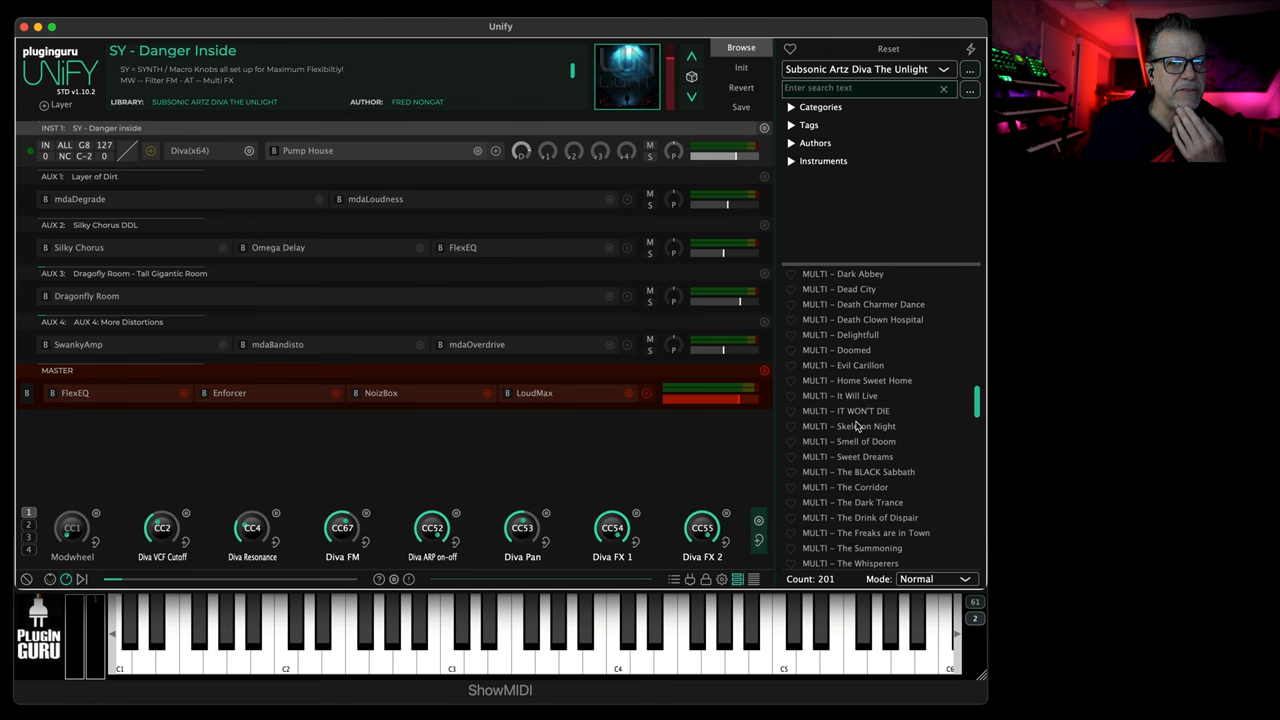 Unify
pluginguru
UNIFY
STD v1.10.2
Layer
SY - Danger Inside
SY = SYNTH / Macro Knobs all set up for Maximum Flexibiltiy!
MW -- Filter FM - AT -- Multi FX
LIBRARY: SUBSONIC ARTZ DIVA THE UNLIGHT AUTHOR: FRED NONGAT
Browse
Init
Revert
Save
Reset
Subsonic Artz Diva The Unlight ...
Enter search text ...
Categories
Tags
Authors
Instruments
INST 1: SY - Danger inside
IN ALL G8 127
0 NC C-2 0
Diva(x64) B Pump House D 1 2 3 4 M S P
AUX 1: Layer of Dirt
B mdaDegrade B mdaLoudness M S P
AUX 2: Silky Chorus DDL
B Silky Chorus B Omega Delay B FlexEQ M S P
AUX 3: Dragofly Room - Tall Gigantic Room
B Dragonfly Room M S P
AUX 4: AUX 4: More Distortions
B SwankyAmp B mdaBandisto B mdaOverdrive M S P
MASTER
B B FlexEQ B Enforcer B NoizBox B LoudMax
MULTI - Dark Abbey
MULTI - Dead City
MULTI - Death Charmer Dance
MULTI - Death Clown Hospital
MULTI - Delightfull
MULTI - Doomed
MULTI - Evil Carillon
MULTI - Home Sweet Home
MULTI - It Will Live
MULTI - IT WON'T DIE
MULTI - Skeleton Night
MULTI - Smell of Doom
MULTI - Sweet Dreams
MULTI - The BLACK Sabbath
MULTI - The Corridor
MULTI - The Dark Trance
MULTI - The Drink of Dispair
MULTI - The Freaks are in Town
MULTI - The Summoning
MULTI - The Whisperers
1
2
3
4
CC1 CC2 CC4 CC67 CC52 CC53 CC54 CC55
Modwheel Diva VCF Cutoff Diva Resonance Diva FM Diva ARP on-off Diva Pan Diva FX 1 Diva FX 2
Count: 201 Mode: Normal
PLUGIN
GURU
61
2
C1 C2 C3 C4 C5 C6
ShowMIDI